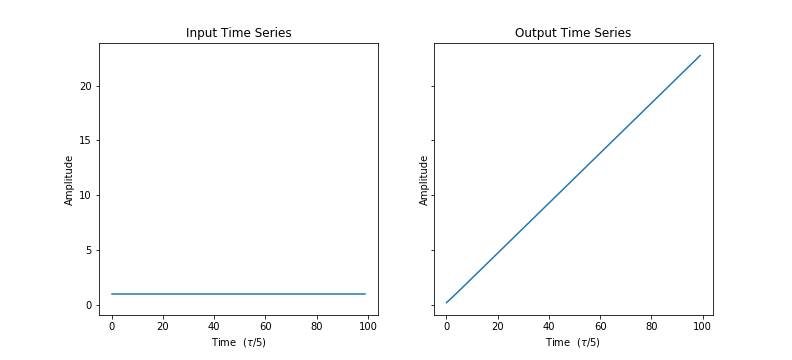 Input Time Series
Output Time Series
Amplitude
20
15
10
5
0
0 20 40 60 80 100
Time (τ/5)
Amplitude
0 20 40 60 80 100
Time (τ/5)